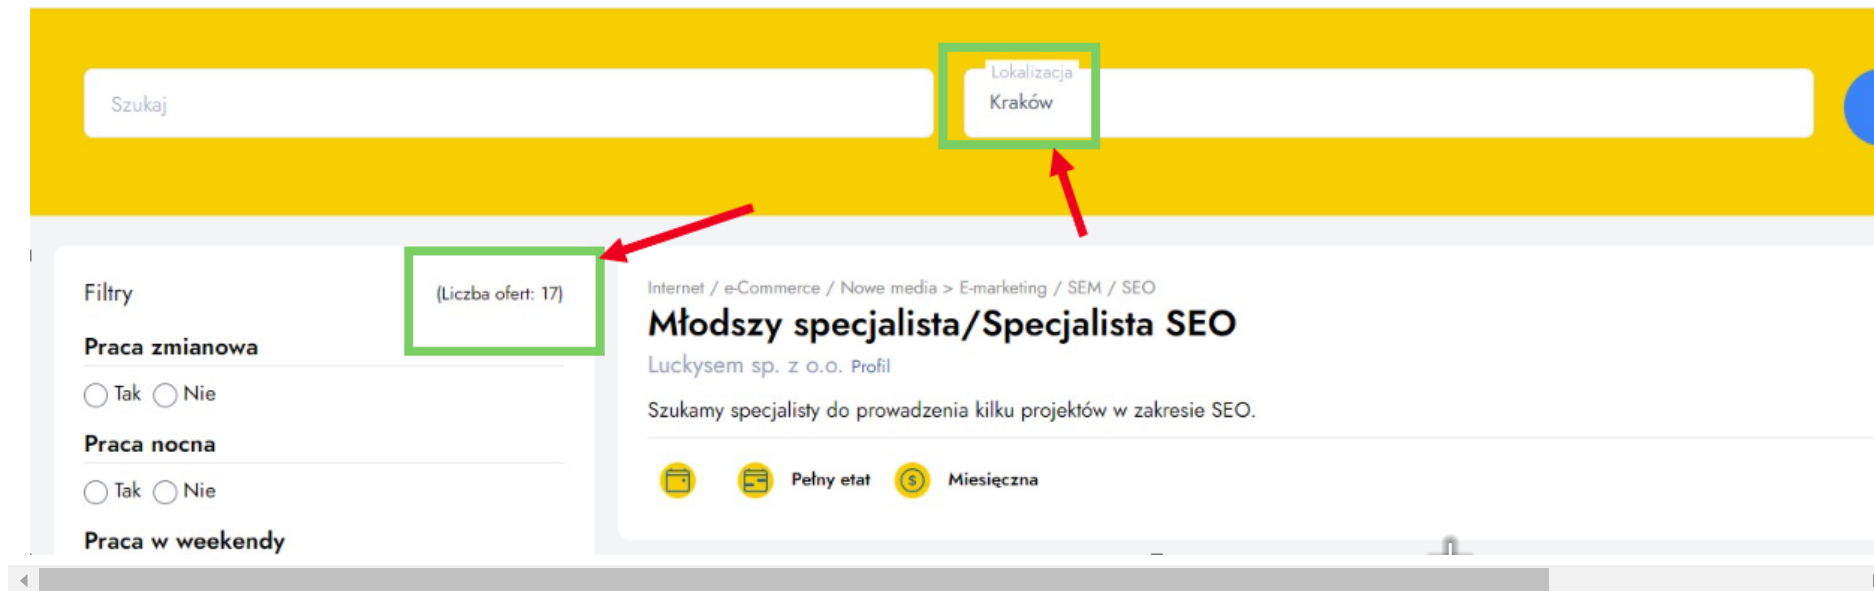 Szukaj
Lokalizacja
Kraków
Filtry
(Liczba ofert: 17)
Praca zmianowa
Tak Nie
Praca nocna
Tak Nie
Praca w weekendy
Internet / e-Commerce / Nowe media > E-marketing / SEM / SEO
Młodszy specjalista/Specjalista SEO
Luckysem sp. z o.o. Profil
Szukamy specjalisty do prowadzenia kilku projektów w zakresie SEO.
Pełny etat Miesięczna